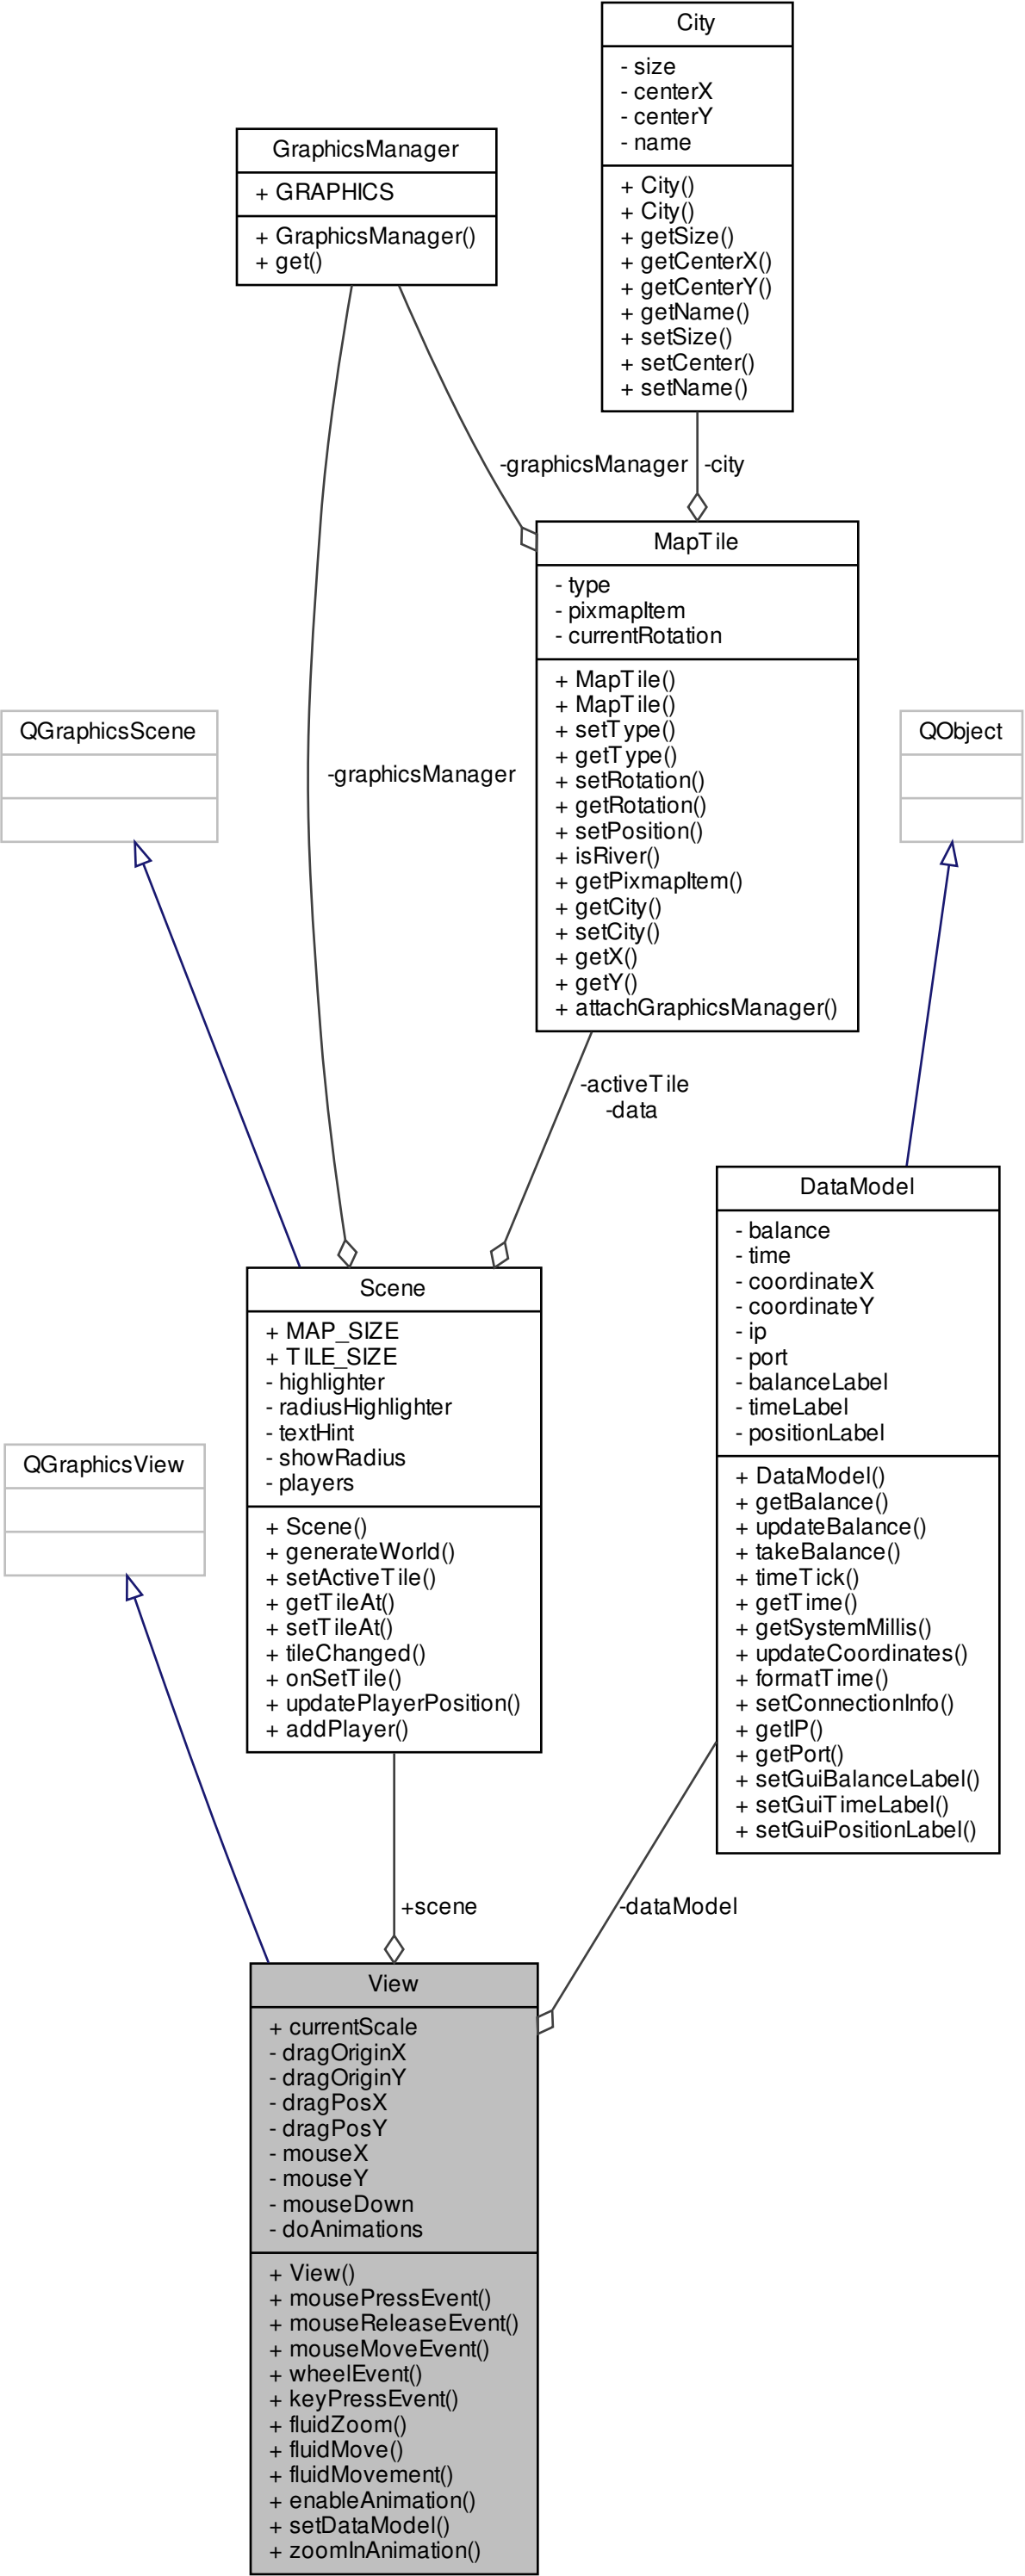 City
- size
- centerX
- centerY
- name
+ City()
+ City()
+ getSize()
+ getCenterX()
+ getCenterY()
+ getName()
+ setSize()
+ setCenter()
+ setName()
GraphicsManager
+ GRAPHICS
+ GraphicsManager()
+ get()
-graphicsManager
-city
MapTile
- type
- pixmapItem
- currentRotation
+ MapTile()
+ MapTile()
+ setType()
+ getType()
+ setRotation()
+ getRotation()
+ setPosition()
+ isRiver()
+ getPixmapItem()
+ getCity()
+ setCity()
+ getX()
+ getY()
+ attachGraphicsManager()
QGraphicsScene
-graphicsManager
QObject
-activeTile
-data
DataModel
- balance
- time
- coordinateX
- coordinateY
- ip
- port
- balanceLabel
- timeLabel
- positionLabel
+ DataModel()
+ getBalance()
+ updateBalance()
+ takeBalance()
+ timeTick()
+ getTime()
+ getSystemMillis()
+ updateCoordinates()
+ formatTime()
+ setConnectionInfo()
+ getIP()
+ getPort()
+ setGuiBalanceLabel()
+ setGuiTimeLabel()
+ setGuiPositionLabel()
Scene
+ MAP_SIZE
+ TILE_SIZE
- highlighter
- radiusHighlighter
- textHint
- showRadius
- players
+ Scene()
+ generateWorld()
+ setActiveTile()
+ getTileAt()
+ setTileAt()
+ tileChanged()
+ onSetTile()
+ updatePlayerPosition()
+ addPlayer()
QGraphicsView
+scene
-dataModel
View
+ currentScale
- dragOriginX
- dragOriginY
- dragPosX
- dragPosY
- mouseX
- mouseY
- mouseDown
- doAnimations
+ View()
+ mousePressEvent()
+ mouseReleaseEvent()
+ mouseMoveEvent()
+ wheelEvent()
+ keyPressEvent()
+ fluidZoom()
+ fluidMove()
+ fluidMovement()
+ enableAnimation()
+ setDataModel()
+ zoomInAnimation()